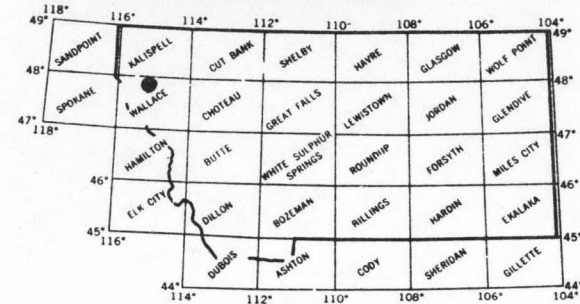 118° 116° 114° 112° 110° 108° 106° 104°
49° 49°
SANDPOINT KALISPELL CUT BANK SHELBY HAVRE GLASGOW WOLF POINT
48° 48°
SPOKANE WALLACE CHOTEAU GREAT FALLS LEWISTOWN JORDAN GLENDIVE
47° 47°
118°
HAMILTON BUTTE WHITE SULPHUR SPRINGS ROUNDUP FORSYTH MILES CITY
46° 46°
ELK CITY DILLON BOZEMAN BILLINGS HARDIN EKALAKA
45° 45°
116°
DUBOIS ASHTON CODY SHERIDAN GILLETTE
44° 44°
114° 112° 110° 108° 106° 104°